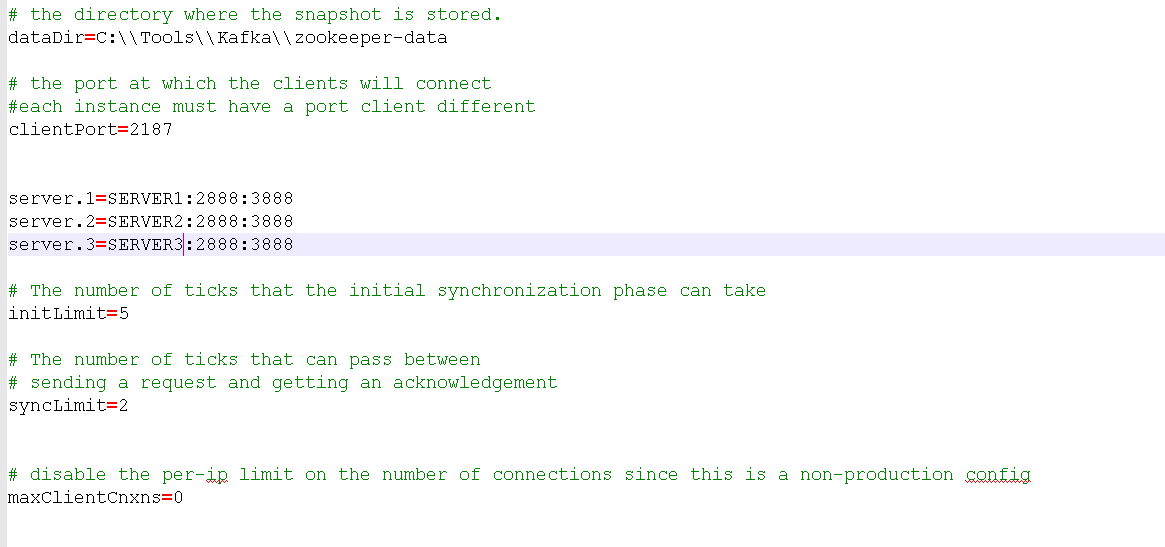 # the directory where the snapshot is stored.
dataDir=C:\\Tools\\Kafka\\zookeeper-data
# the port at which the clients will connect
#each instance must have a port client different
clientPort=2187
server.1=SERVER1:2888:3888
server.2=SERVER2:2888:3888
server.3=SERVER3:2888:3888
# The number of ticks that the initial synchronization phase can take
initLimit=5
# The number of ticks that can pass between
# sending a request and getting an acknowledgement
syncLimit=2
# disable the per-ip limit on the number of connections since this is a non-production config
maxClientCnxns=0